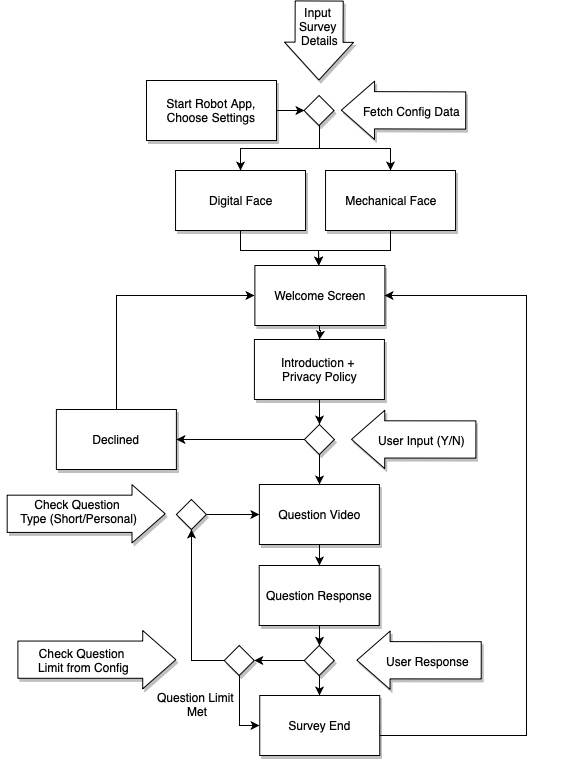 Input
Survey
Details
Start Robot App,
Choose Settings
Fetch Config Data
Digital Face
Mechanical Face
Welcome Screen
Introduction +
Privacy Policy
Declined
User Input (Y/N)
Check Question
Type (Short/Personal)
Question Video
Question Response
Check Question
Limit from Config
User Response
Question Limit
Met
Survey End